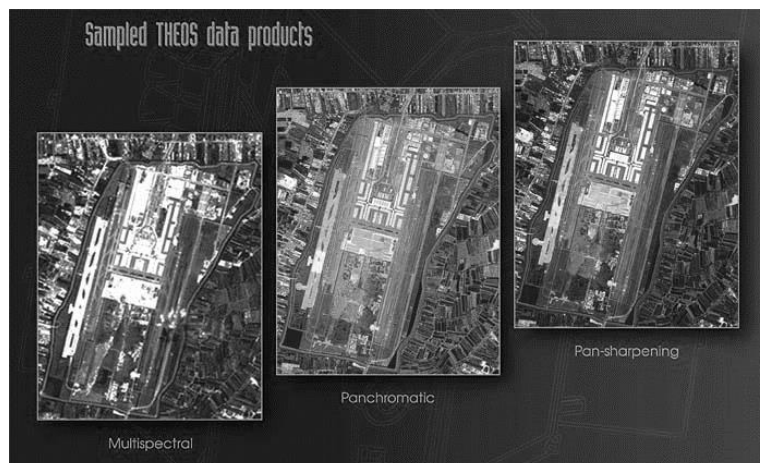 Sampled THEOS data products
Multispectral
Panchromatic
Pan-sharpening